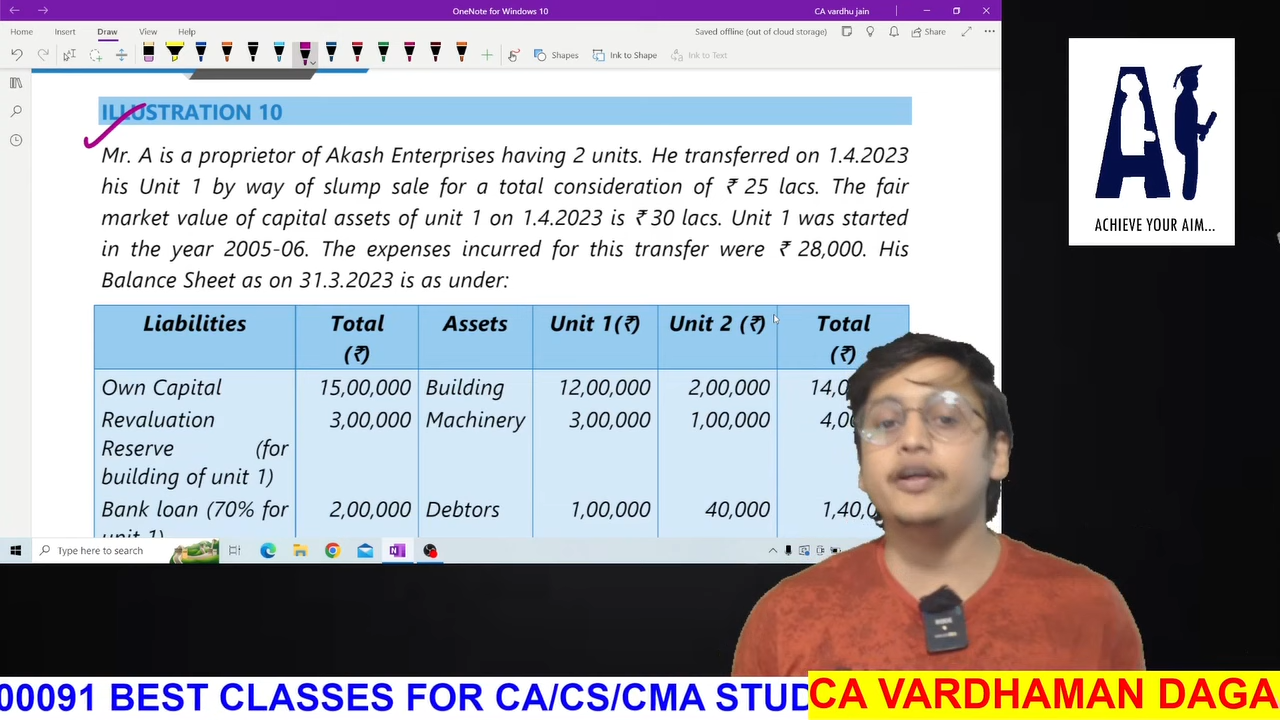 OneNote for Windows 10
CA vardhu jain
Home Insert Draw View Help
Saved offline (out of cloud storage)
Share
Shapes
Ink to Shape
Ink to Text
ILLUSTRATION 10
Mr. A is a proprietor of Akash Enterprises having 2 units. He transferred on 1.4.2023
his Unit 1 by way of slump sale for a total consideration of ₹ 25 lacs. The fair
market value of capital assets of unit 1 on 1.4.2023 is ₹ 30 lacs. Unit 1 was started
in the year 2005-06. The expenses incurred for this transfer were ₹ 28,000. His
Balance Sheet as on 31.3.2023 is as under:
Liabilities Total Assets Unit 1(₹) Unit 2 (₹) Total
(₹) (₹)
Own Capital 15,00,000 Building 12,00,000 2,00,000
Revaluation 3,00,000 Machinery 3,00,000 1,00,000
Reserve (for
building of unit 1)
Bank loan (70% for 2,00,000 Debtors 1,00,000 40,000
unit 1)
Type here to search
AI
ACHIEVE YOUR AIM...
00091 BEST CLASSES FOR CA/CS/CMA STUD
CA VARDHAMAN DAGA